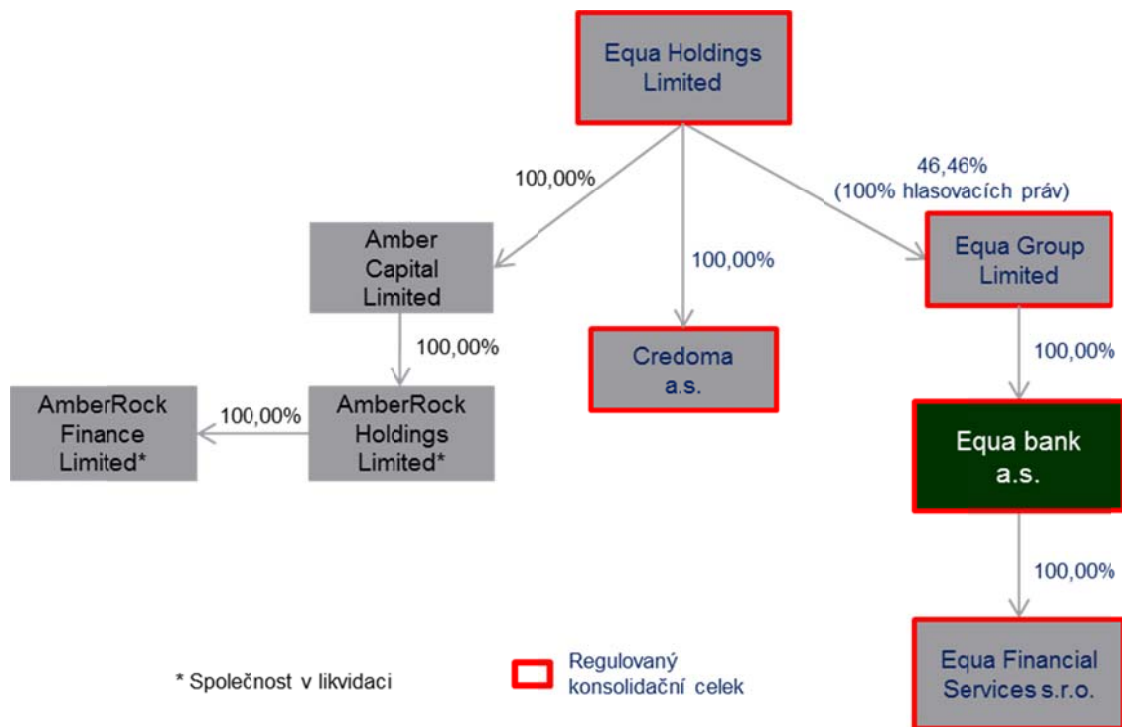 Equa Holdings
Limited
100,00%
46,46%
(100% hlasovacích práv)
Amber
Capital
Limited
100,00%
Equa Group
Limited
100,00%
Credoma
a.s.
100,00%
AmberRock
Finance
Limited*
100,00%
AmberRock
Holdings
Limited*
Equa bank
a.s.
100,00%
* Společnost v likvidaci
Regulovaný
konsolidační celek
Equa Financial
Services s.r.o.